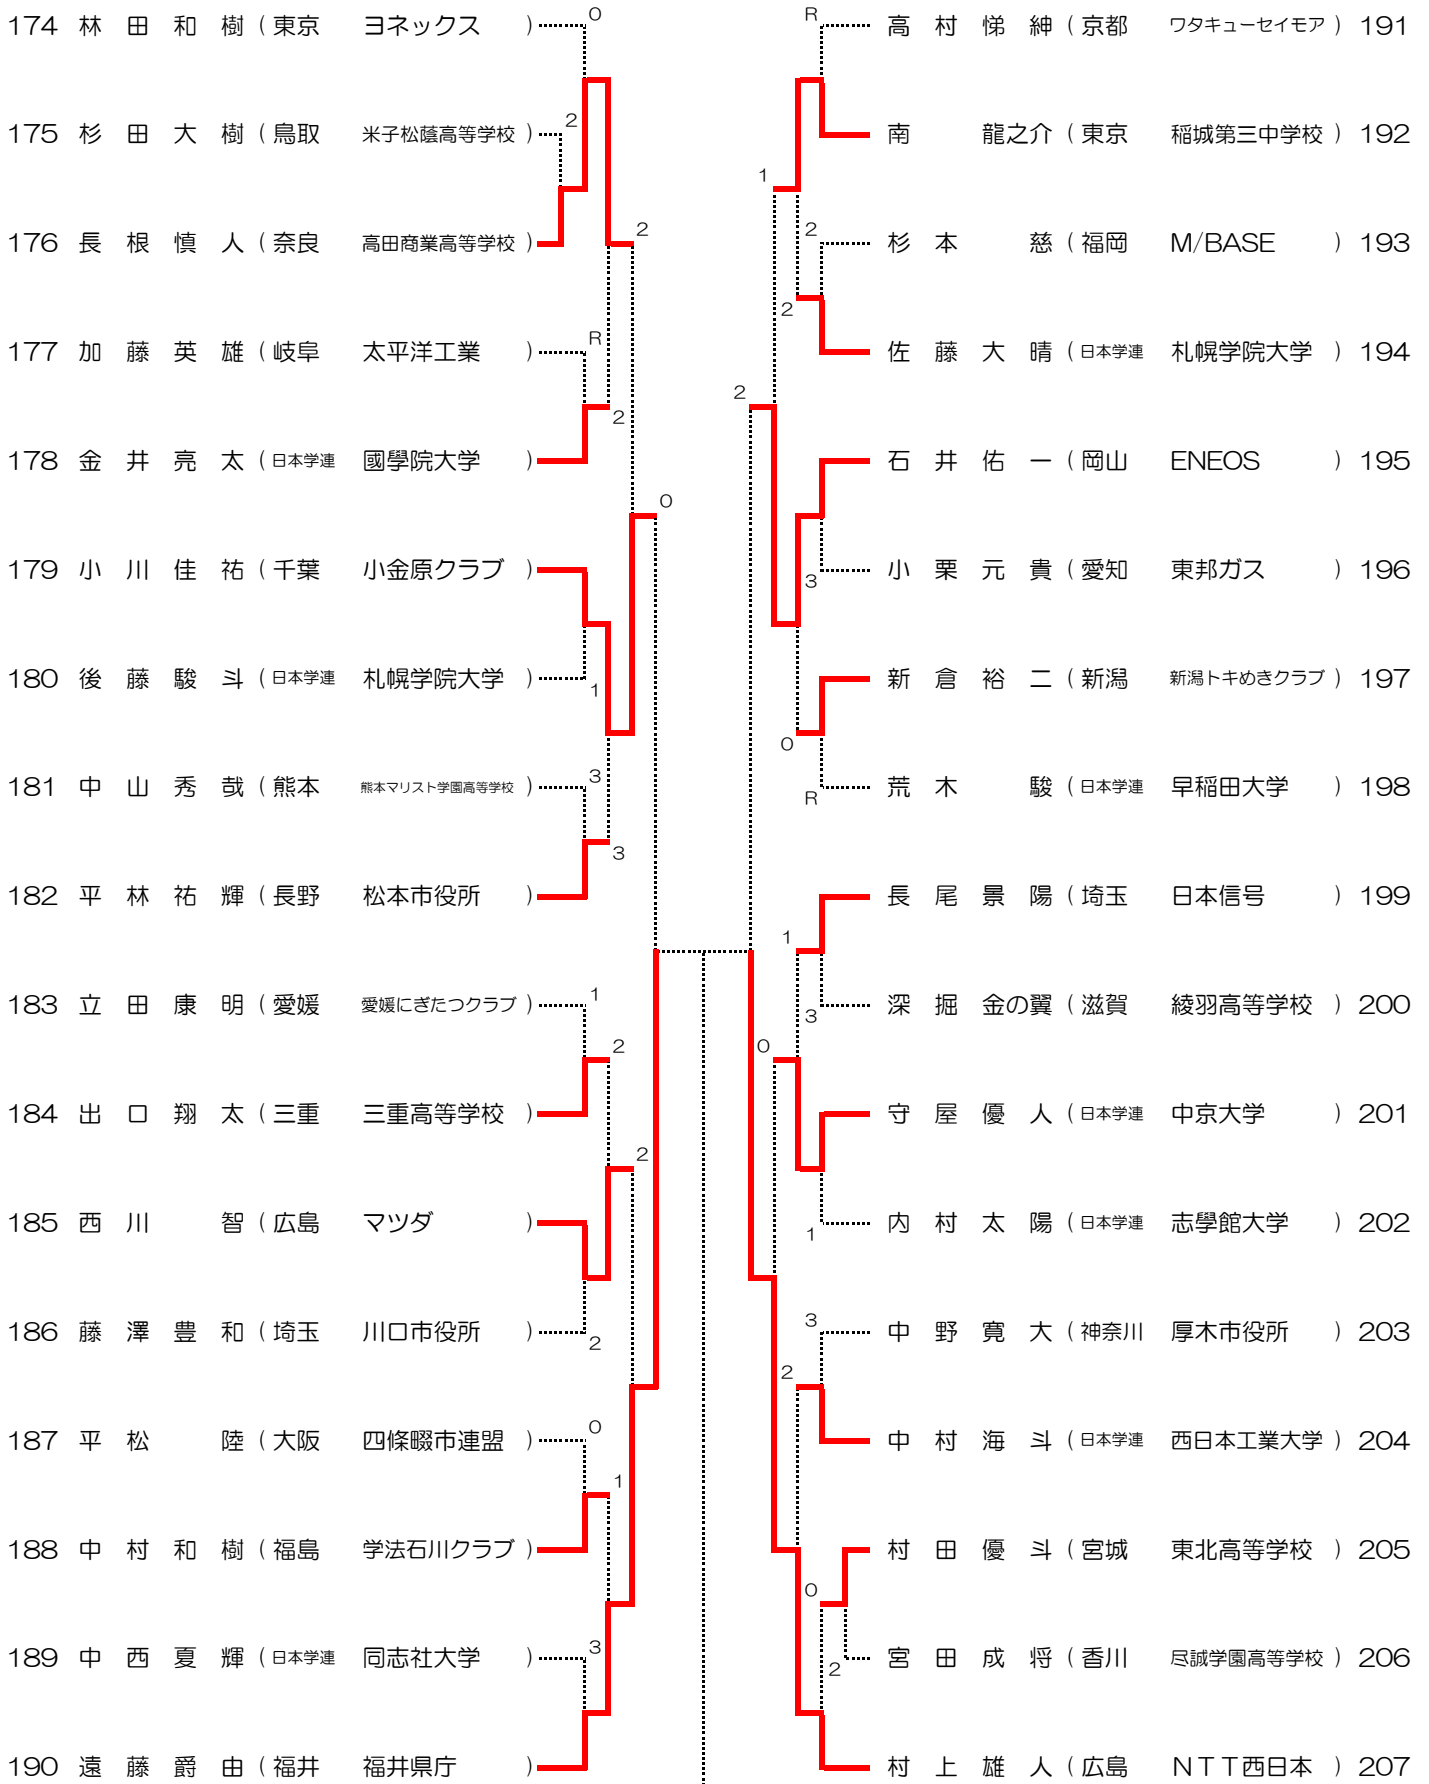 174 林田和樹 (東京 ヨネックス) 0
175 杉田大樹 (鳥取 米子松蔭高等学校) 2
176 長根慎人 (奈良 高田商業高等学校) 2
177 加藤英雄 (岐阜 太平洋工業) R
2
178 金井亮太 (日本学連 國學院大学)
0
179 小川佳祐 (千葉 小金原クラブ)
180 後藤駿斗 (日本学連 札幌学院大学) 1
181 中山秀哉 (熊本 熊本マリスト学園高等学校) 3
3
182 平林祐輝 (長野 松本市役所)
183 立田康明 (愛媛 愛媛にぎたつクラブ) 1
2
184 出口翔太 (三重 三重高等学校)
2
185 西川智 (広島 マツダ)
186 藤澤豊和 (埼玉 川口市役所) 2
187 平松陸 (大阪 四條畷市連盟) 0
1
188 中村和樹 (福島 学法石川クラブ)
189 中西夏輝 (日本学連 同志社大学) 3
190 遠藤爵由 (福井 福井県庁)
R 高村悌紳 (京都 ワタキューセイモア) 191
南龍之介 (東京 稲城第三中学校) 192
1
2 杉本慈 (福岡 M/BASE) 193
2
佐藤大晴 (日本学連 札幌学院大学) 194
2
石井佑一 (岡山 ENEOS) 195
3 小栗元貴 (愛知 東邦ガス) 196
新倉裕二 (新潟 新潟トキめきクラブ) 197
0
R 荒木駿 (日本学連 早稲田大学) 198
長尾景陽 (埼玉 日本信号) 199
1
3 深掘金の翼 (滋賀 綾羽高等学校) 200
0
守屋優人 (日本学連 中京大学) 201
1 内村太陽 (日本学連 志學館大学) 202
3 中野寛大 (神奈川 厚木市役所) 203
2
中村海斗 (日本学連 西日本工業大学) 204
村田優斗 (宮城 東北高等学校) 205
0
2 宮田成将 (香川 尽誠学園高等学校) 206
村上雄人 (広島 NTT西日本) 207